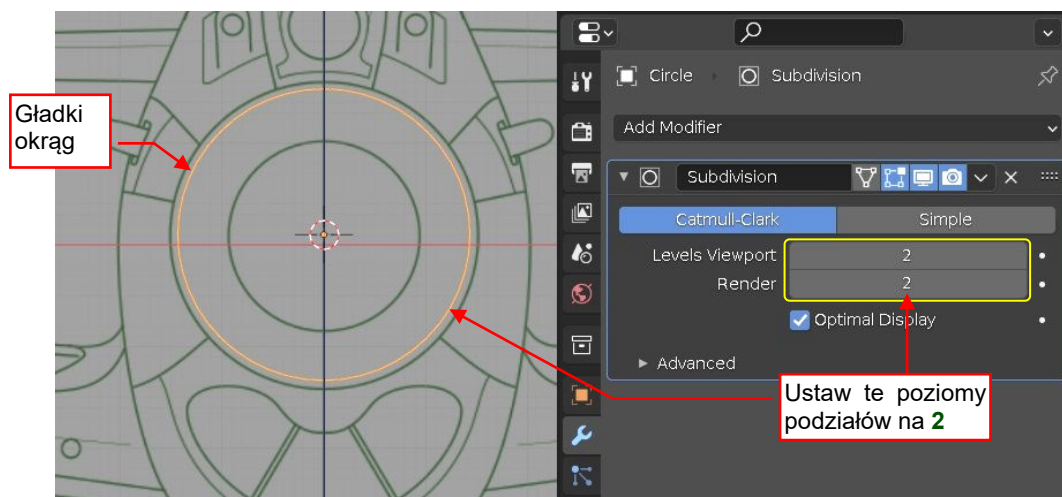 Gładki
okrąg
Circle
Subdivision
Add Modifier
Subdivision
Catmull-Clark
Simple
Levels Viewport
2
Render
2
Optimal Display
Advanced
Ustaw te poziomy
podziałów na 2